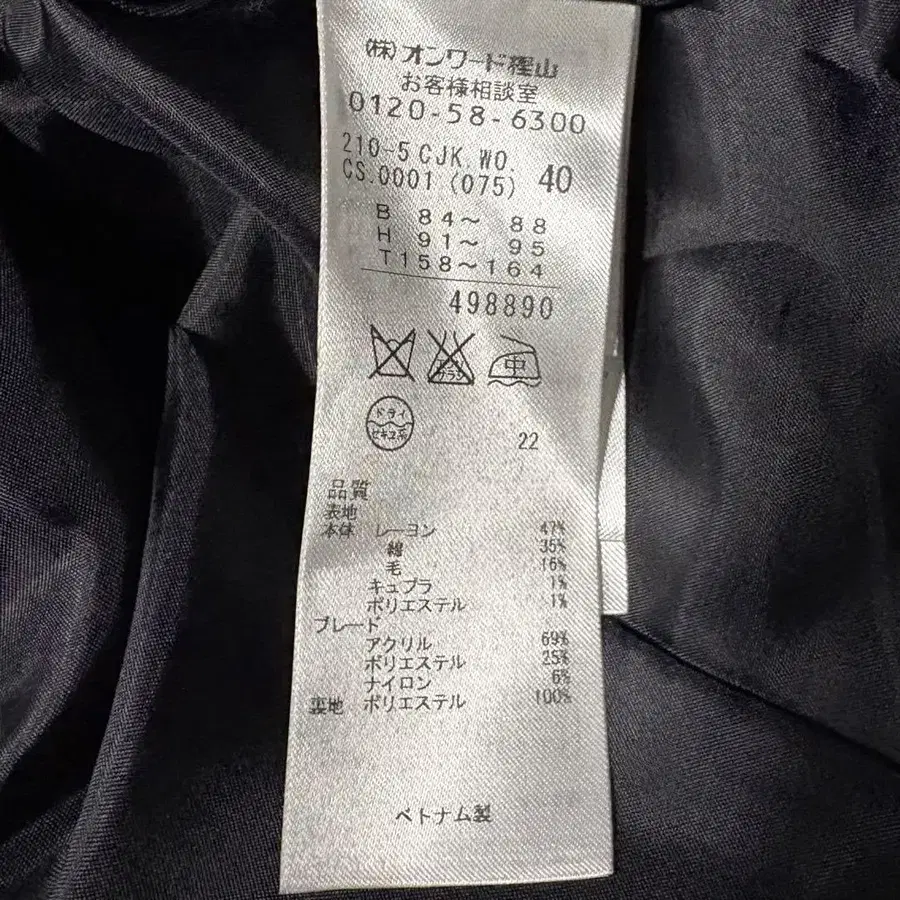 (株)オンワード樫山
お客様相談室
0120-58-6300
210-5 CJK.WO.
CS.0001 (075) 40
B 84～ 88
H 91～ 95
T158～164
498890
中
ドライ
セキユ系
22
品質
表地
本体 レーヨン 47%
綿 35%
毛 16%
キュプラ 1%
ポリエステル 1%
ブレード
アクリル 69%
ポリエステル 25%
ナイロン 6%
裏地 ポリエステル 100%
ベトナム製